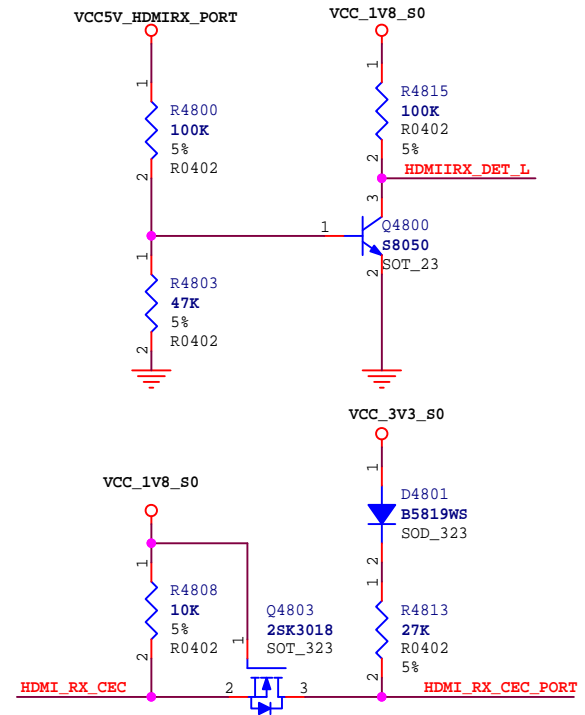 VCC5V_HDMIRX_PORT
VCC_1V8_S0
1
R4800
100K
5%
R0402
2
1
R4815
100K
R0402
5%
2
HDMIIRX_DET_L
3
1
Q4800
S8050
SOT_23
2
1
R4803
47K
5%
R0402
2
VCC_3V3_S0
1
D4801
B5819WS
SOD_323
2
VCC_1V8_S0
1
R4808
10K
5%
R0402
2
Q4803
2SK3018
SOT_323
1
1
R4813
27K
R0402
5%
2
HDMI_RX_CEC
2
3
HDMI_RX_CEC_PORT